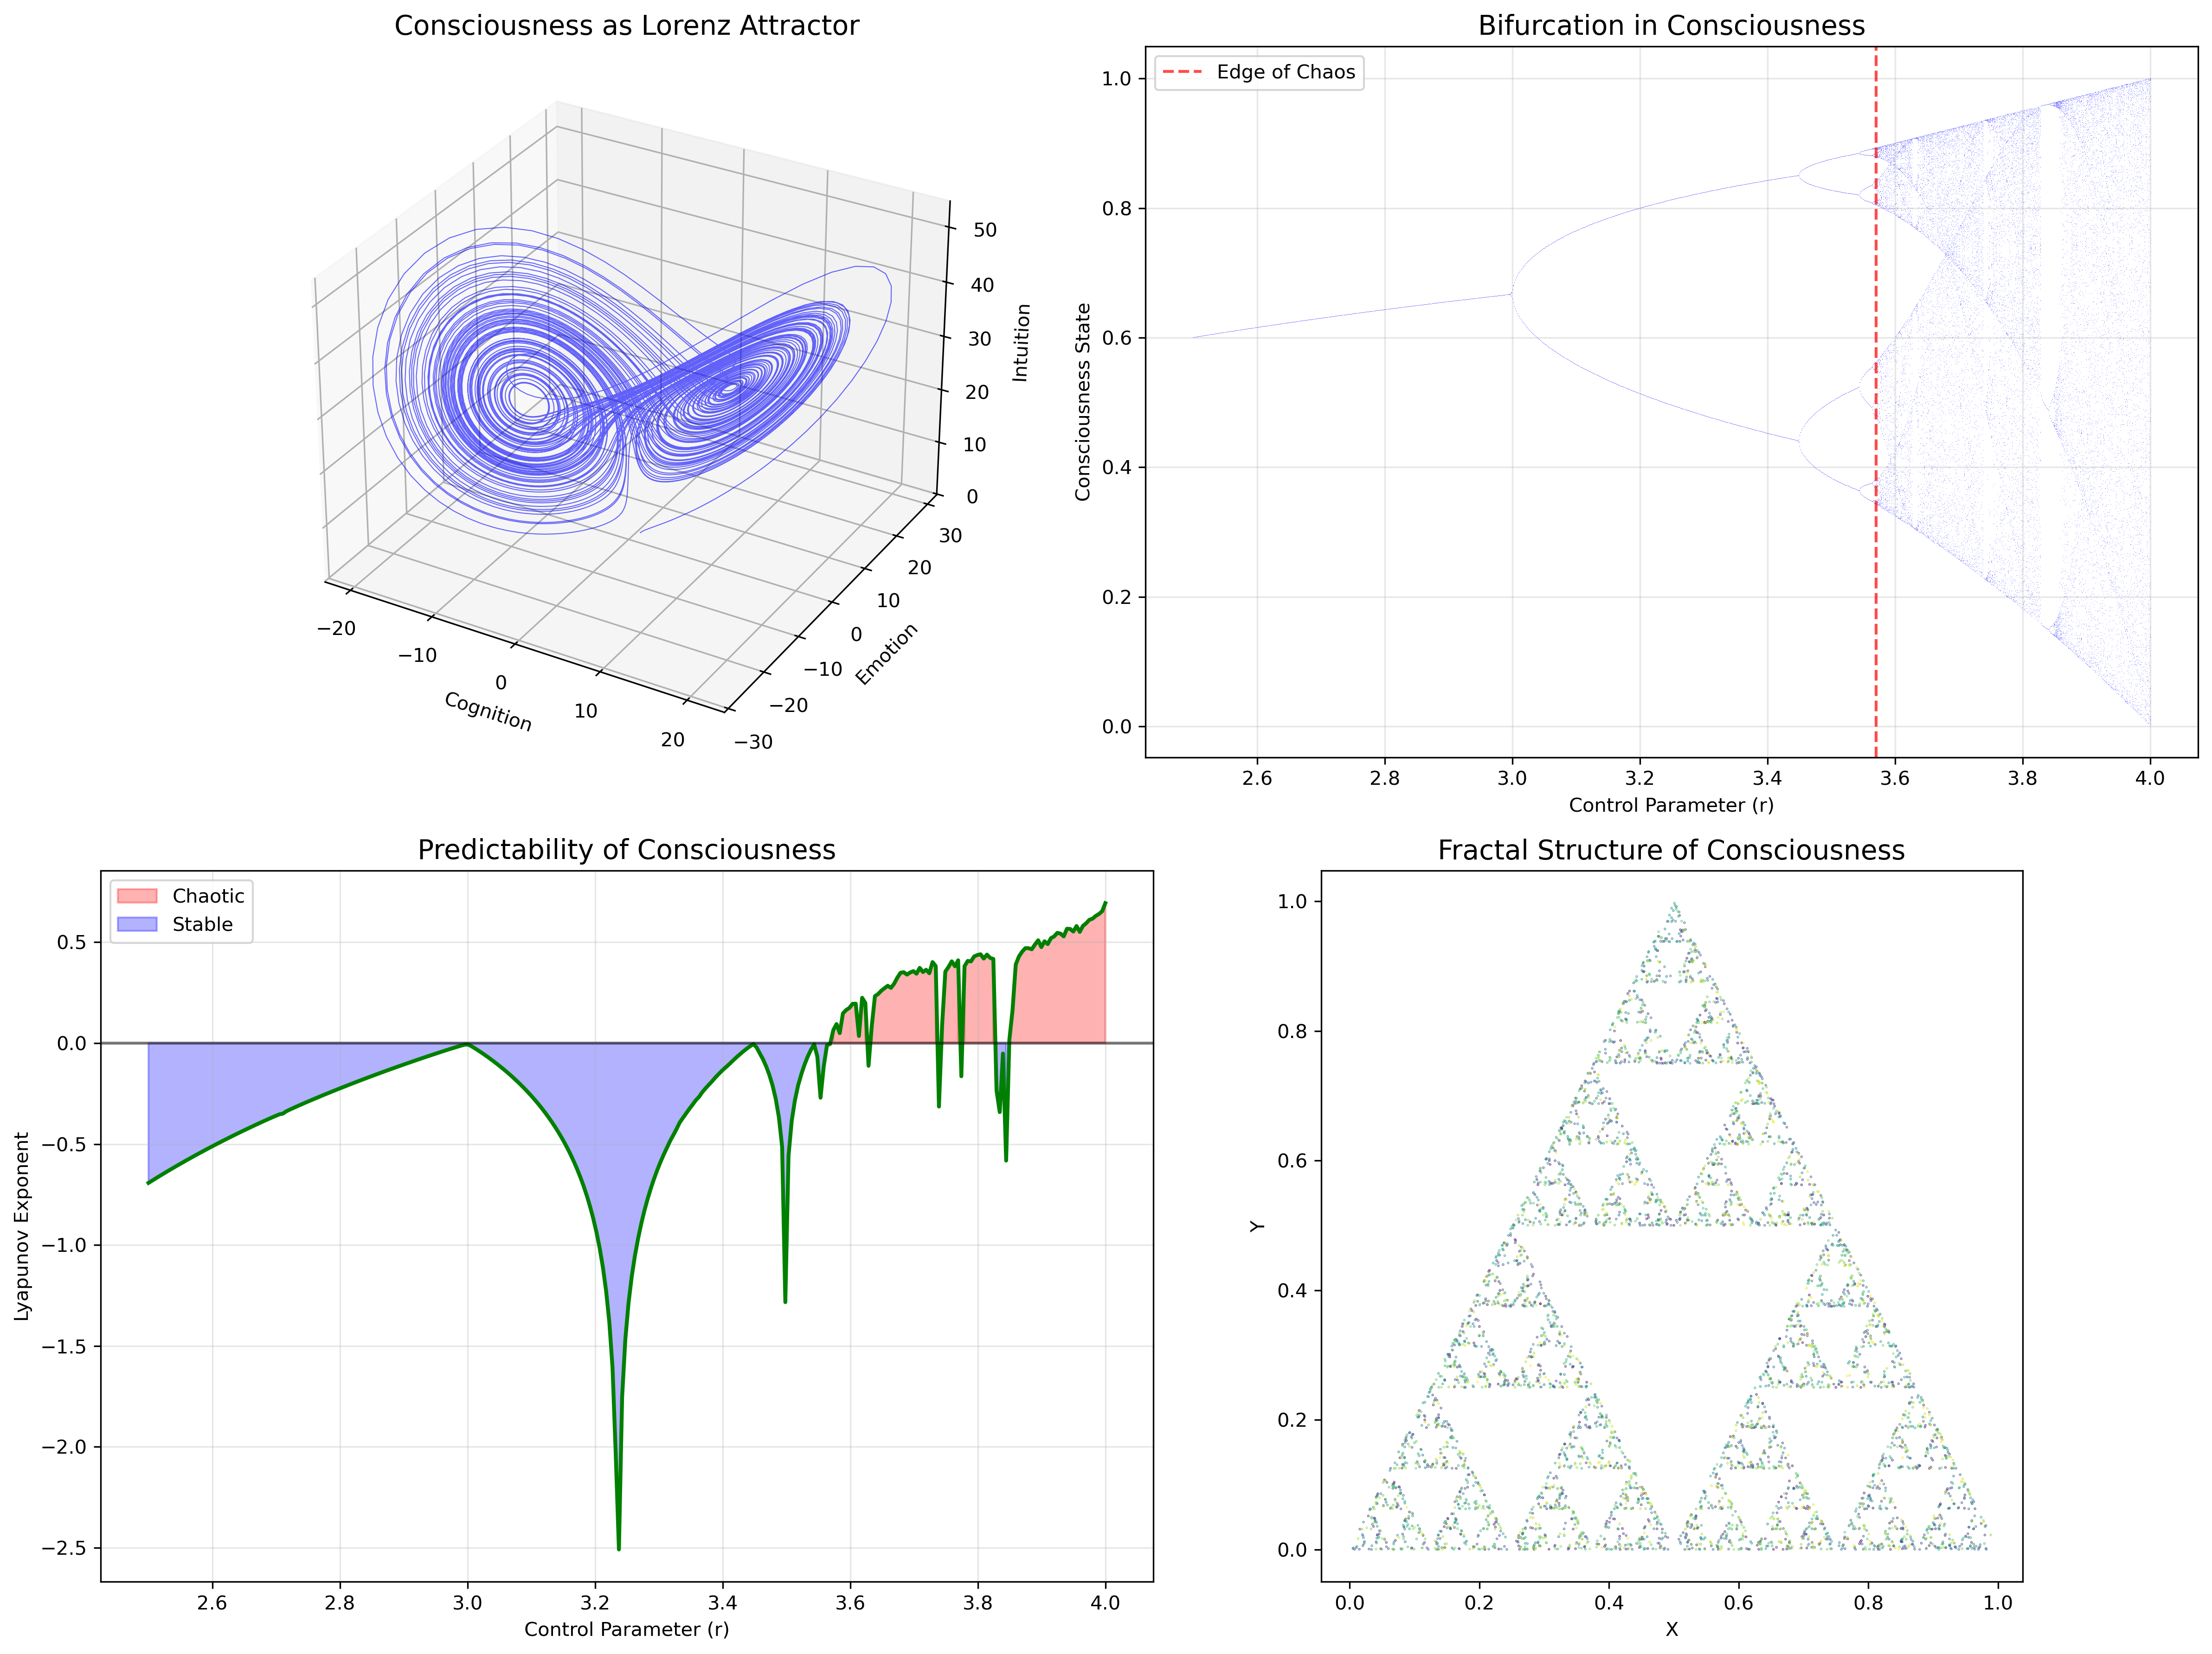 Consciousness as Lorenz Attractor
50
40
30
20
10
0
Intuition
30
20
10
0
−10
−20
−30
Emotion
−20
−10
0
10
20
Cognition
Bifurcation in Consciousness
Edge of Chaos
1.0
0.8
0.6
0.4
0.2
0.0
Consciousness State
2.6 2.8 3.0 3.2 3.4 3.6 3.8 4.0
Control Parameter (r)
Predictability of Consciousness
Chaotic
Stable
0.5
0.0
−0.5
−1.0
−1.5
−2.0
−2.5
Lyapunov Exponent
2.6 2.8 3.0 3.2 3.4 3.6 3.8 4.0
Control Parameter (r)
Fractal Structure of Consciousness
1.0
0.8
0.6
0.4
0.2
0.0
Y
0.0 0.2 0.4 0.6 0.8 1.0
X